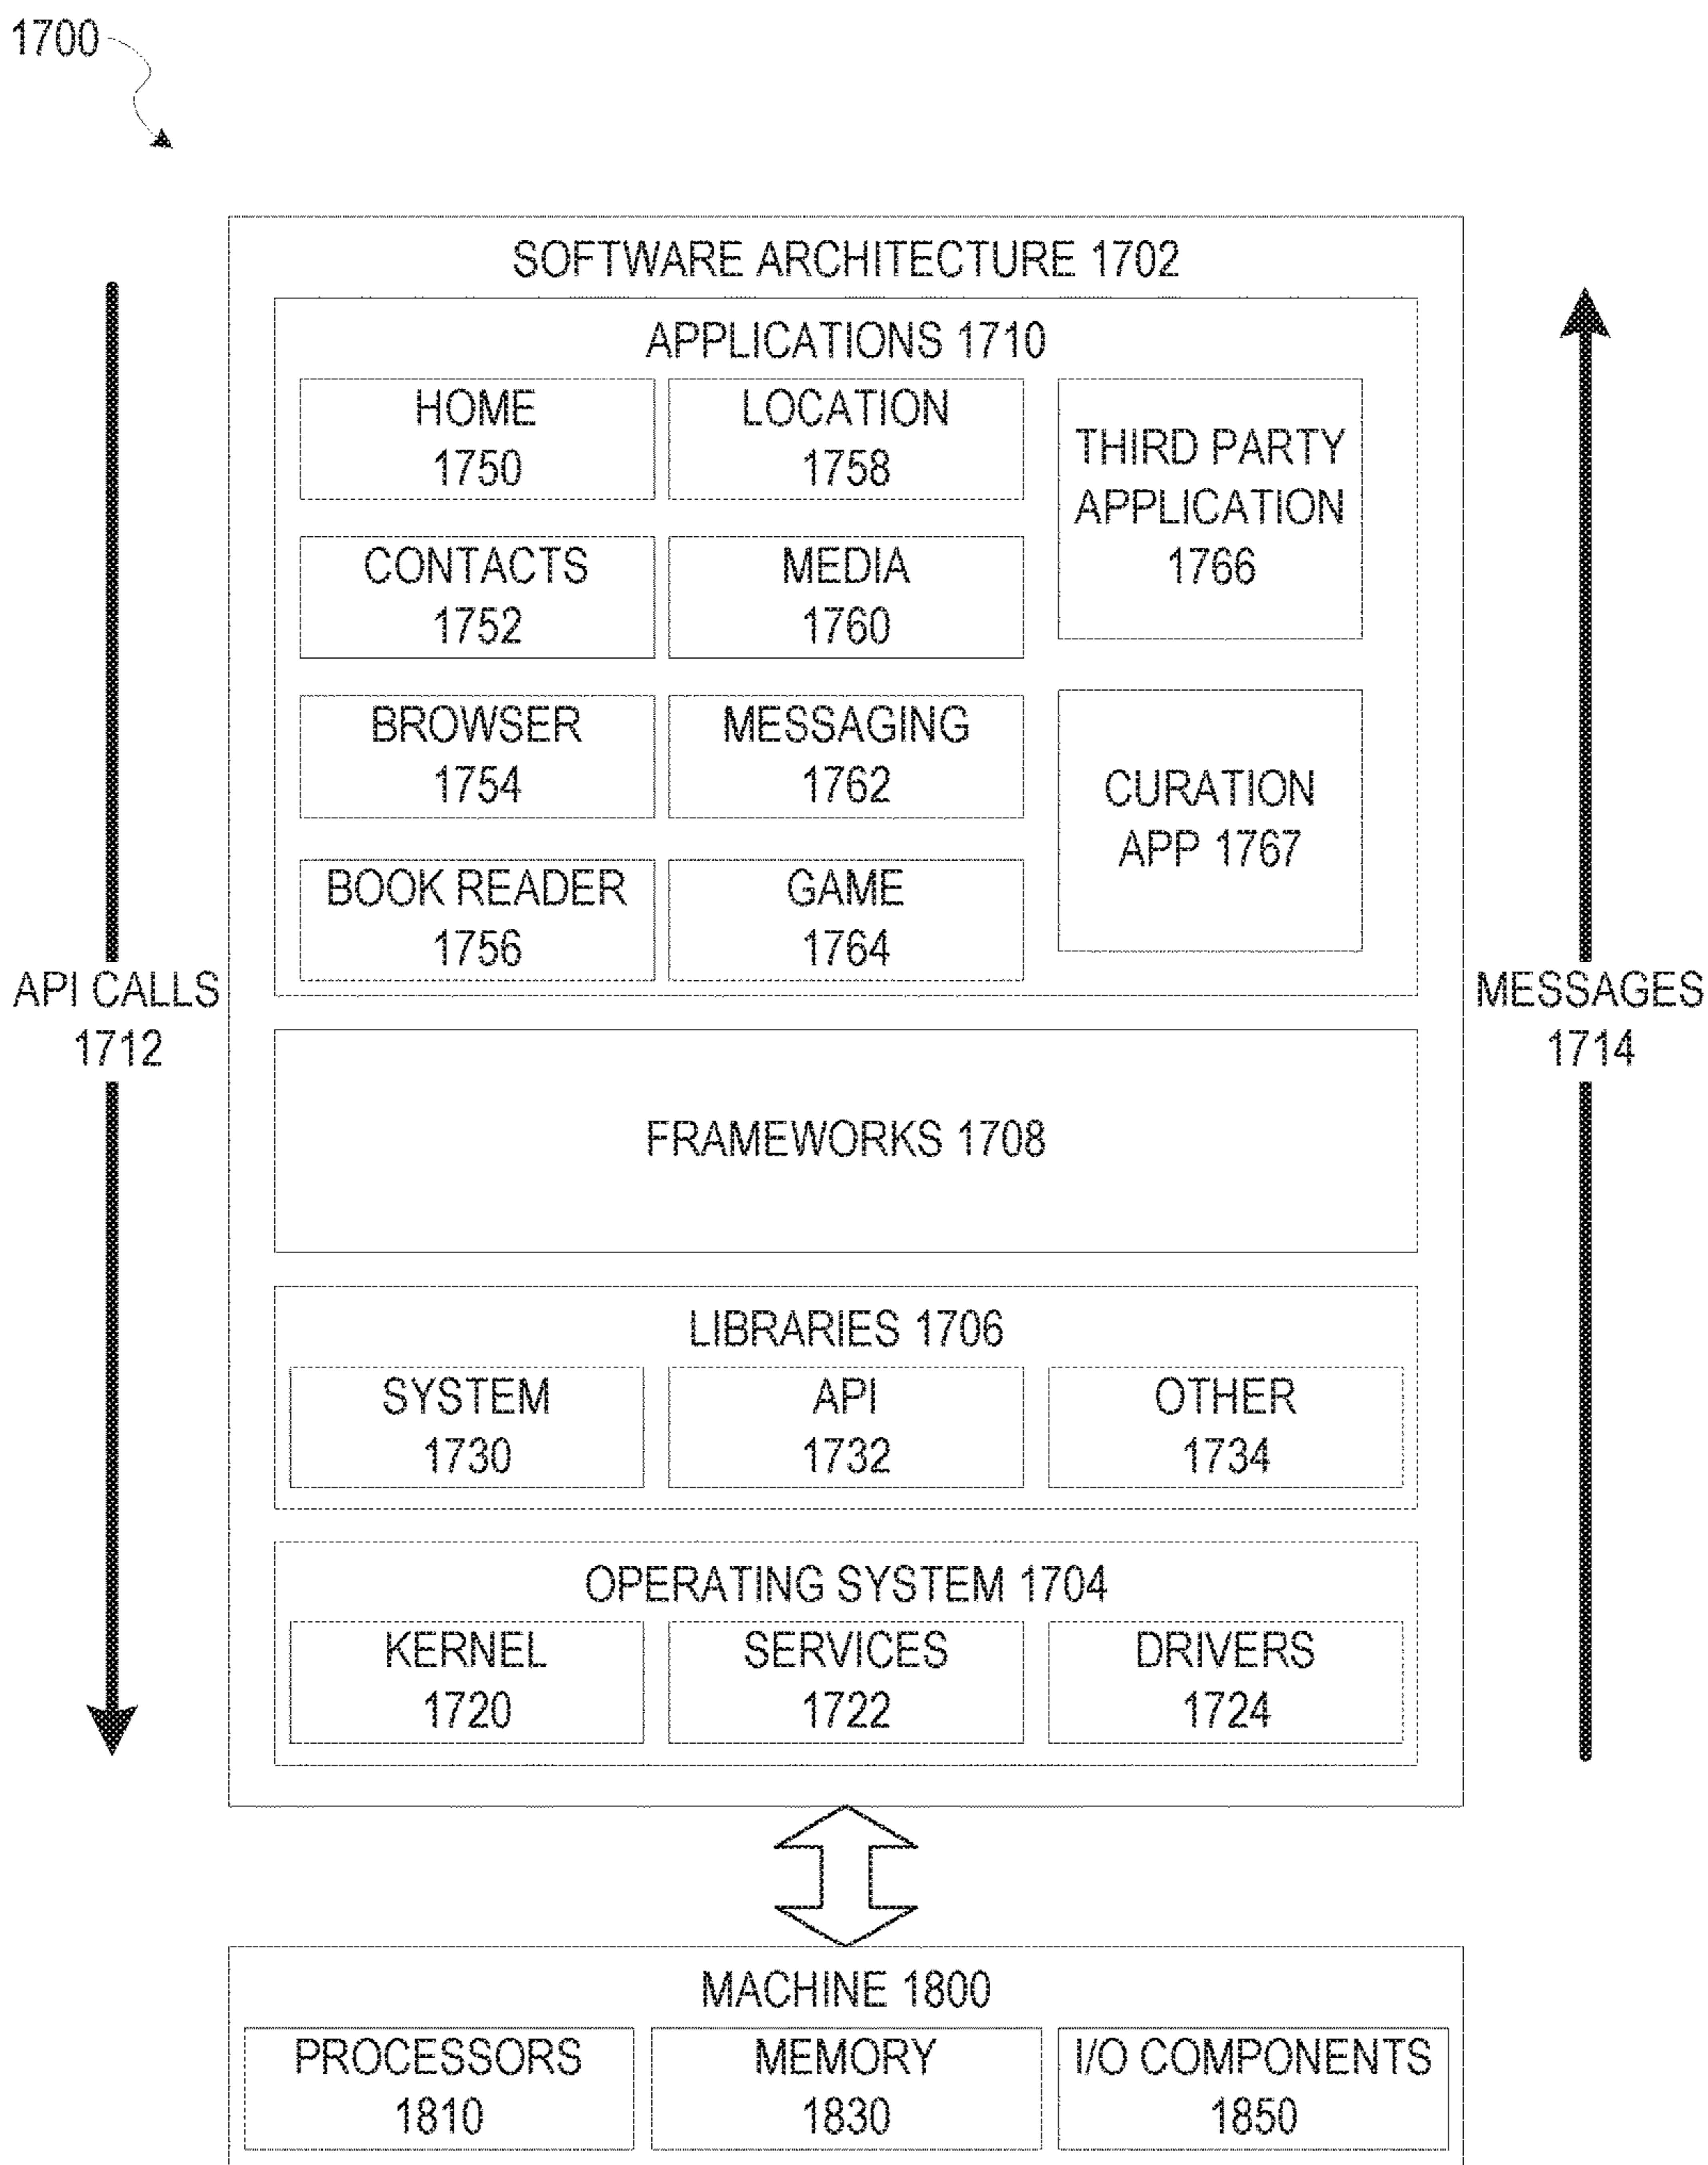 1700
SOFTWARE ARCHITECTURE 1702
APPLICATIONS 1710
HOME
1750
LOCATION
1758
THIRD PARTY
APPLICATION
1766
CONTACTS
1752
MEDIA
1760
BROWSER
1754
MESSAGING
1762
CURATION
APP 1767
BOOK READER
1756
GAME
1764
API CALLS
1712
MESSAGES
1714
FRAMEWORKS 1708
LIBRARIES 1706
SYSTEM
1730
API
1732
OTHER
1734
OPERATING SYSTEM 1704
KERNEL
1720
SERVICES
1722
DRIVERS
1724
MACHINE 1800
PROCESSORS
1810
MEMORY
1830
I/O COMPONENTS
1850